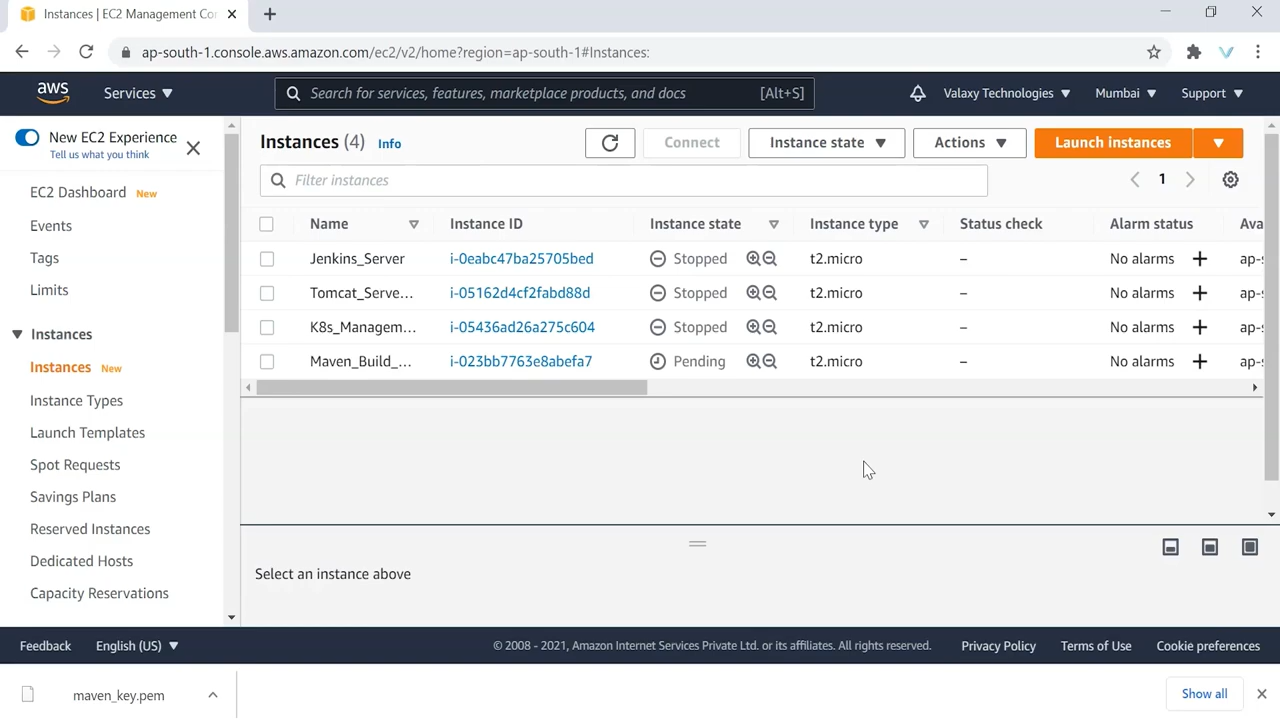 Instances | EC2 Management Co
ap-south-1.console.aws.amazon.com/ec2/v2/home?region=ap-south-1#Instances:
aws Services Search for services, features, marketplace products, and docs [Alt+S] Valaxy Technologies Mumbai Support
New EC2 Experience
Tell us what you think
EC2 Dashboard New
Events
Tags
Limits
Instances
Instances New
Instance Types
Launch Templates
Spot Requests
Savings Plans
Reserved Instances
Dedicated Hosts
Capacity Reservations
Instances (4) Info Connect Instance state Actions Launch instances
Filter instances 1
Name Instance ID Instance state Instance type Status check Alarm status Ava
Jenkins_Server i-0eabc47ba25705bed Stopped t2.micro – No alarms ap-s
Tomcat_Serve... i-05162d4cf2fabd88d Stopped t2.micro – No alarms ap-s
K8s_Managem... i-05436ad26a275c604 Stopped t2.micro – No alarms ap-s
Maven_Build_... i-023bb7763e8abefa7 Pending t2.micro – No alarms ap-s
Select an instance above
Feedback English (US) © 2008 - 2021, Amazon Internet Services Private Ltd. or its affiliates. All rights reserved. Privacy Policy Terms of Use Cookie preferences
maven_key.pem Show all